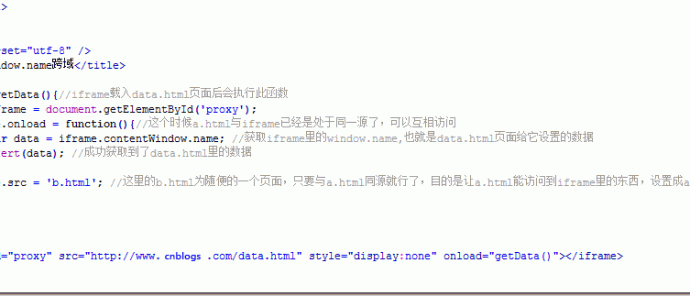 >
rset="utf-8" />
dow.name跨域</title>
etData(){//iframe载入data.html页面后会执行此函数
rame = document.getElementById('proxy');
.onload = function(){//这个时候a.html与iframe已经是处于同一源了，可以互相访问
r data = iframe.contentWindow.name; //获取iframe里的window.name,也就是data.html页面给它设置的数据
ert(data); //成功获取到了data.html里的数据
.src = 'b.html'; //这里的b.html为随便的一个页面，只要与a.html同源就行了，目的是让a.html能访问到iframe里的东西，设置成a
="proxy" src="http://www. cnblogs .com/data.html" style="display:none" onload="getData()"></iframe>